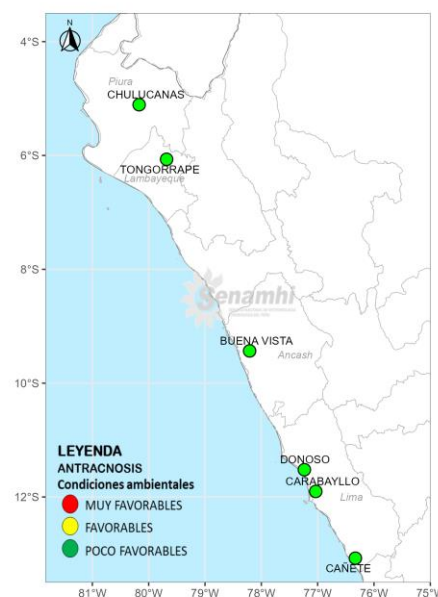 N
4°S
Piura
CHULUCANAS
6°S
TONGORRAPE
Lambayeque
8°S
Senamhi
BUENA VISTA
Ancash
10°S
LEYENDA
ANTRACNOSIS
Condiciones ambientales
MUY FAVORABLES
FAVORABLES
POCO FAVORABLES
DONOSO
CARABAYLLO
12°S
Lima
CAÑETE
81°W
80°W
79°W
78°W
77°W
76°W
75°W